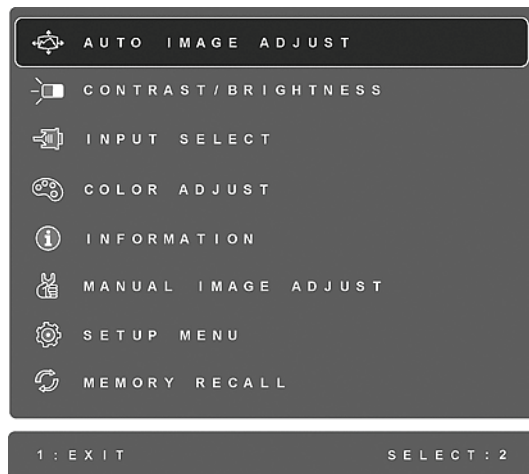 AUTO IMAGE ADJUST
CONTRAST/BRIGHTNESS
INPUT SELECT
COLOR ADJUST
INFORMATION
MANUAL IMAGE ADJUST
SETUP MENU
MEMORY RECALL
1:EXIT SELECT:2